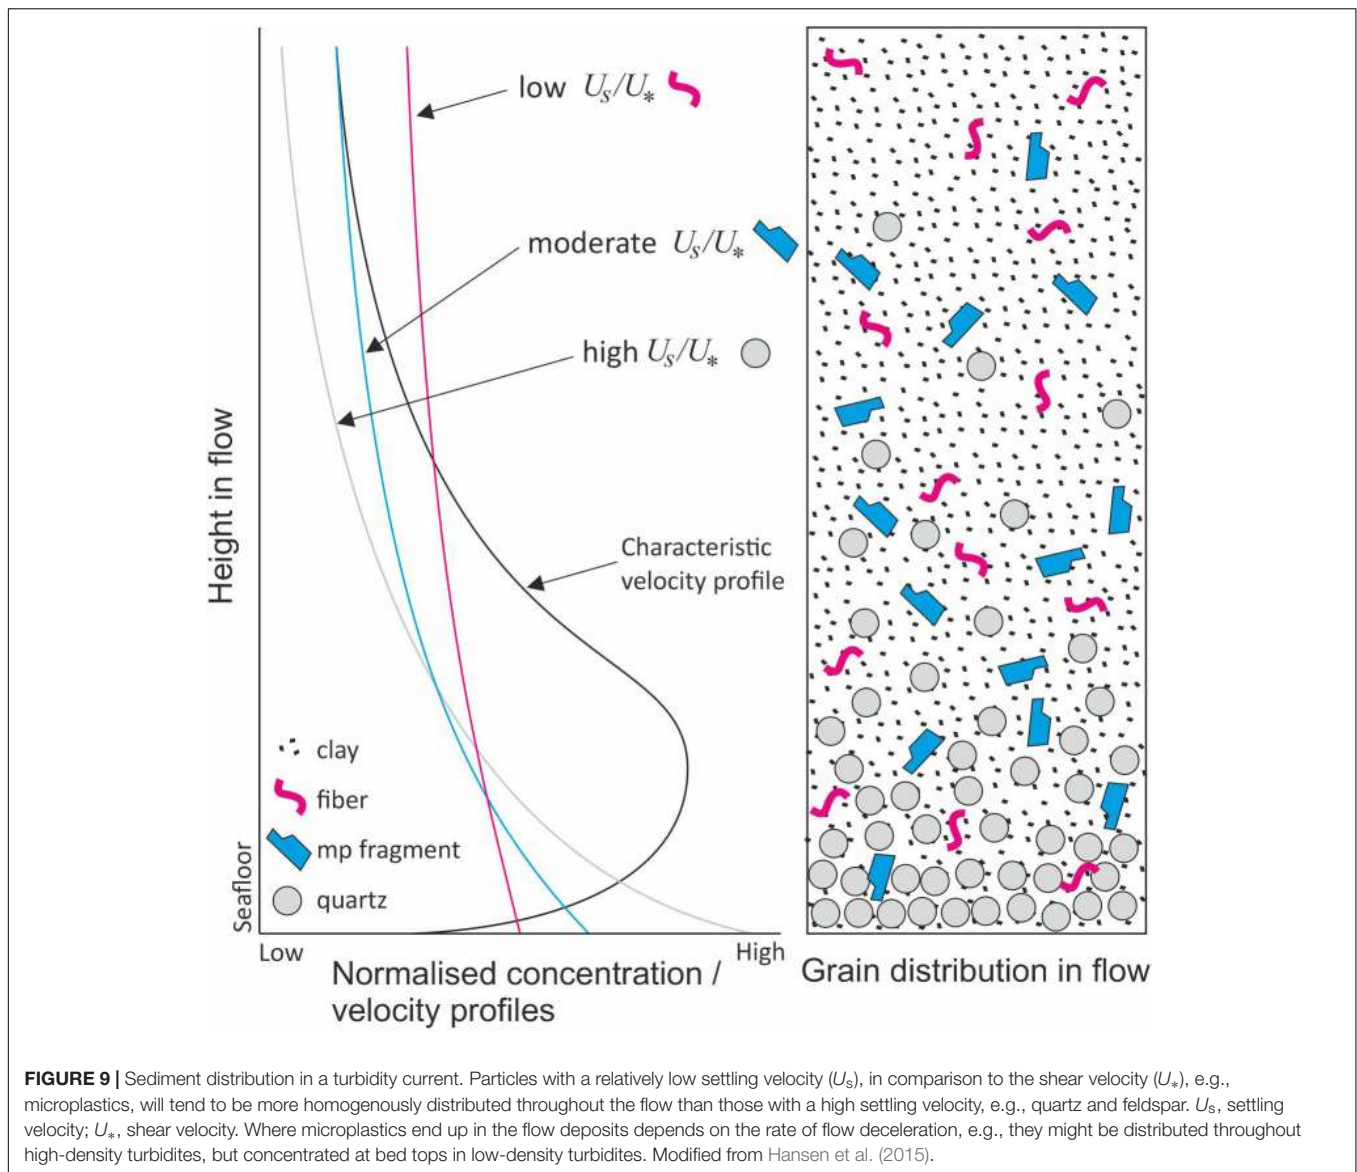 low Us/U*
moderate Us/U*
high Us/U*
Characteristic
velocity profile
Height in flow
Seafloor
clay
fiber
mp fragment
quartz
Low
High
Normalised concentration /
velocity profiles
Grain distribution in flow
FIGURE 9 | Sediment distribution in a turbidity current. Particles with a relatively low settling velocity (Us), in comparison to the shear velocity (U*), e.g.,
microplastics, will tend to be more homogenously distributed throughout the flow than those with a high settling velocity, e.g., quartz and feldspar. Us, settling
velocity; U*, shear velocity. Where microplastics end up in the flow deposits depends on the rate of flow deceleration, e.g., they might be distributed throughout
high-density turbidites, but concentrated at bed tops in low-density turbidites. Modified from Hansen et al. (2015).